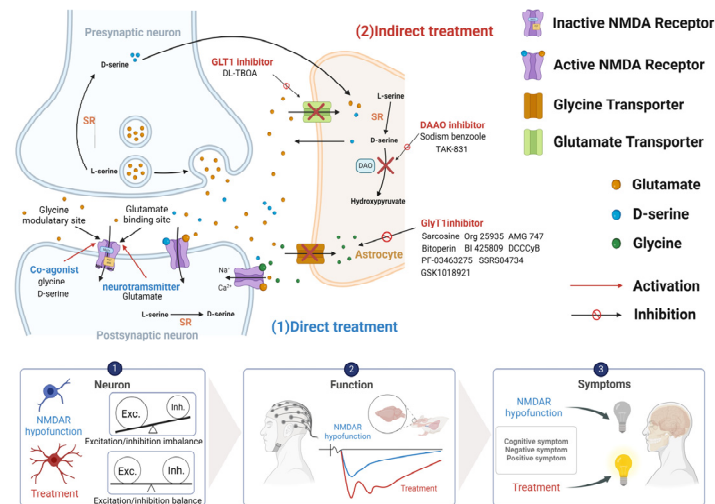 (2)Indirect treatment
Presynaptic neuron
D-serine
SR
L-serine
GLT1 inhibitor
DL-TBOA
L-serine
SR
D-serine
DAO
Hydroxypyruvate
DAAO inhibitor
Sodism benzoole
TAK-831
GlyT1inhibitor
Sarcosine Org 25935 AMG 747
Bitoperin BI 425809 DCCCyB
PF-03463275 SSRS04734
GSK1018921
Astrocyte
Glycine
modulatory site
Glutamate
binding site
Co-agonist
glycine
D-serine
neurotramsmitter
Glutamate
Na⁺
Ca²⁺
L-serine
SR
D-serine
Postsynaptic neuron
(1)Direct treatment
Inactive NMDA Receptor
Active NMDA Receptor
Glycine Transporter
Glutamate Transporter
Glutamate
D-serine
Glycine
Activation
Inhibition
1
Neuron
NMDAR
hypofunction
Treatment
Exc.
Inh.
Excitation/inhibition imbalance
Exc.
Inh.
Excitation/inhibition balance
2
Function
NMDAR
hypofunction
Treatment
3
Symptoms
NMDAR
hypofunction
Cognitive symptom
Negative symptom
Positive symptom
Treatment